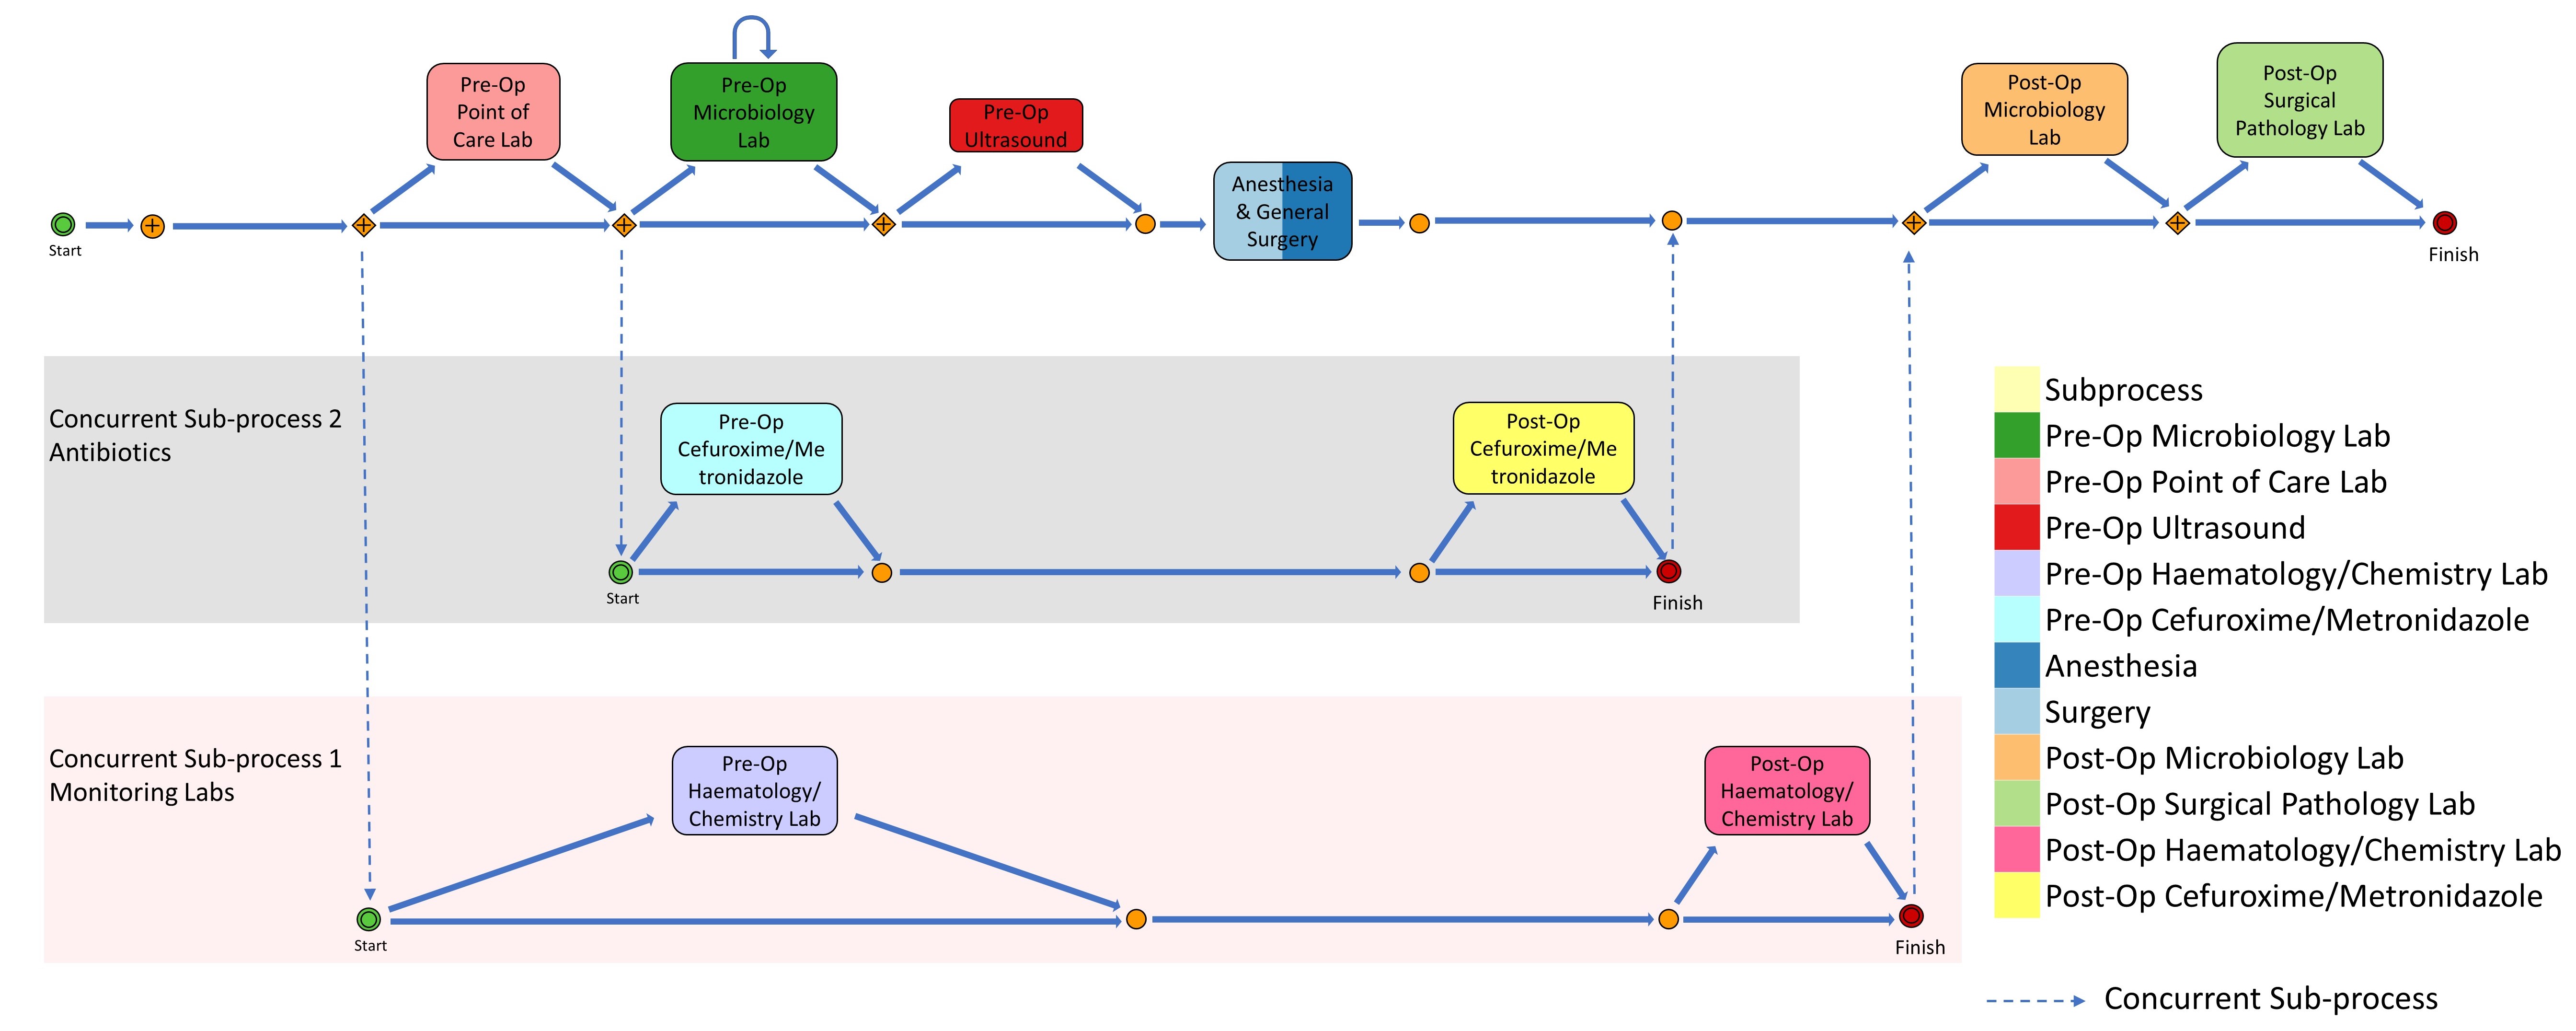 Pre-Op
Point of
Care Lab
Pre-Op
Microbiology
Lab
Pre-Op
Ultrasound
Anesthesia
& General
Surgery
Post-Op
Microbiology
Lab
Post-Op
Surgical
Pathology Lab
Start
Finish
Concurrent Sub-process 2
Antibiotics
Pre-Op
Cefuroxime/Me
tronidazole
Post-Op
Cefuroxime/Me
tronidazole
Start
Finish
Concurrent Sub-process 1
Monitoring Labs
Pre-Op
Haematology/
Chemistry Lab
Post-Op
Haematology/
Chemistry Lab
Start
Finish
Subprocess
Pre-Op Microbiology Lab
Pre-Op Point of Care Lab
Pre-Op Ultrasound
Pre-Op Haematology/Chemistry Lab
Pre-Op Cefuroxime/Metronidazole
Anesthesia
Surgery
Post-Op Microbiology Lab
Post-Op Surgical Pathology Lab
Post-Op Haematology/Chemistry Lab
Post-Op Cefuroxime/Metronidazole
Concurrent Sub-process